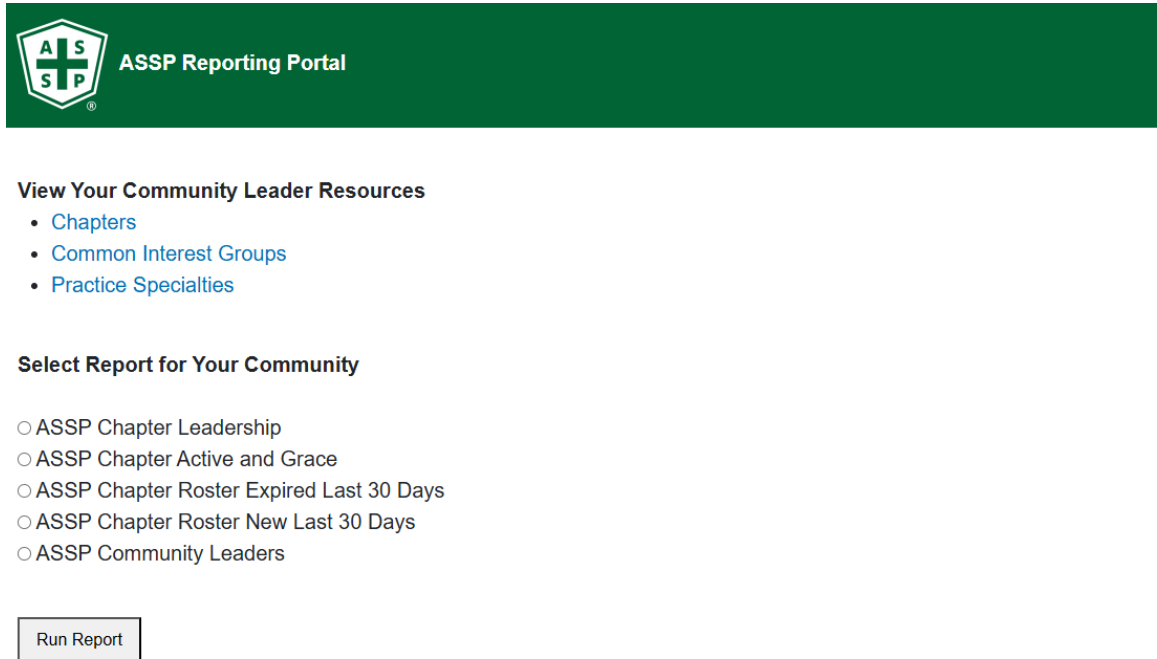 A S
S P
®
ASSP Reporting Portal
View Your Community Leader Resources
• Chapters
• Common Interest Groups
• Practice Specialties
Select Report for Your Community
ASSP Chapter Leadership
ASSP Chapter Active and Grace
ASSP Chapter Roster Expired Last 30 Days
ASSP Chapter Roster New Last 30 Days
ASSP Community Leaders
Run Report